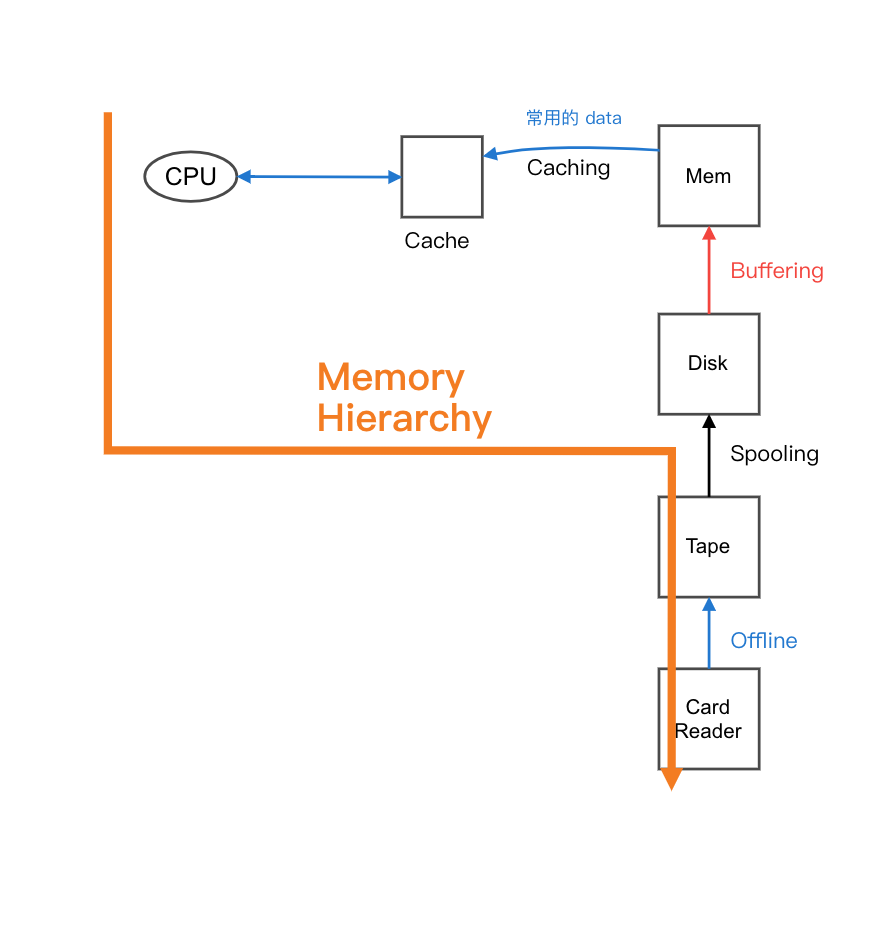 常用的 data
CPU
Caching
Mem
Cache
Buffering
Disk
Memory
Hierarchy
Spooling
Tape
Offline
Card
Reader